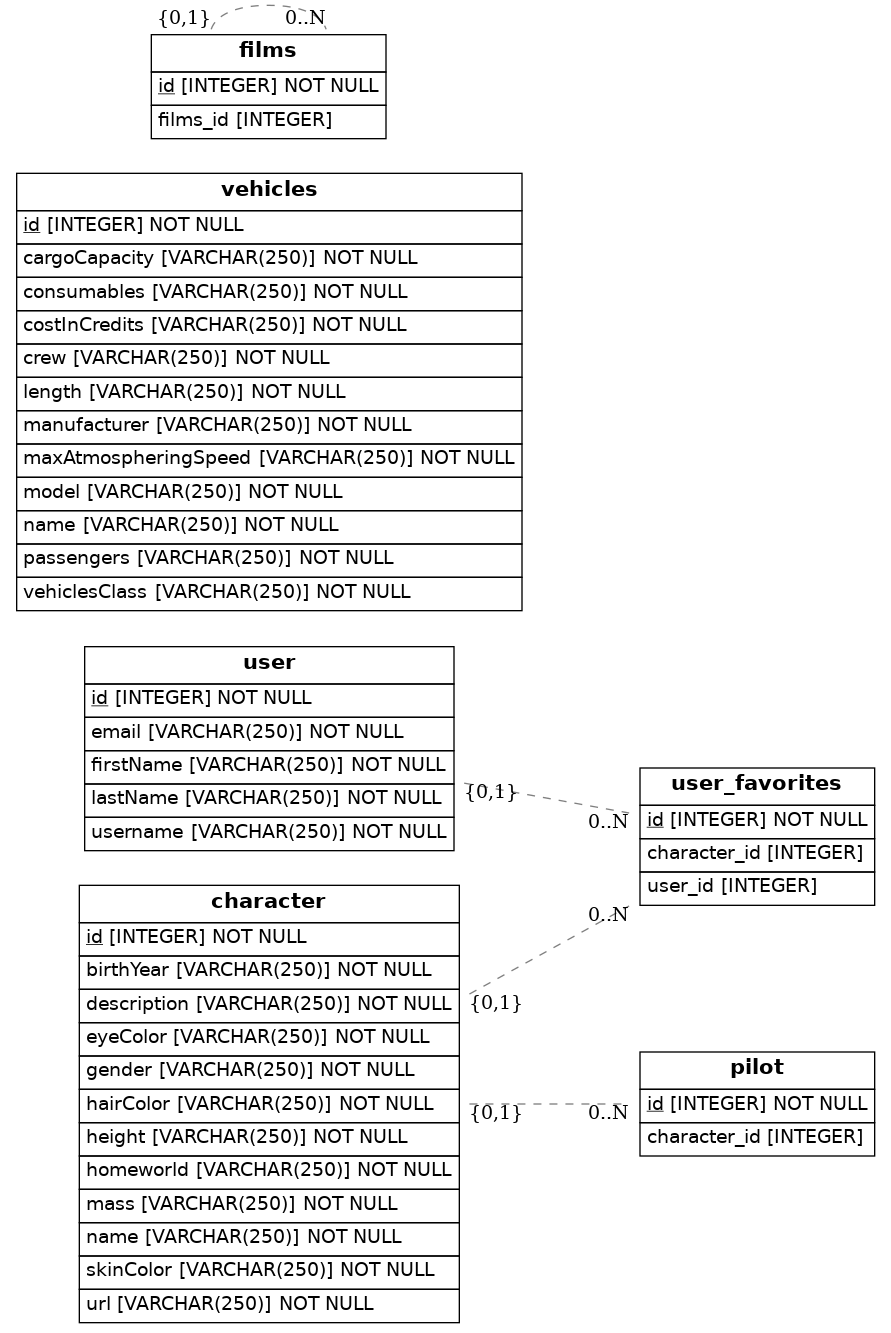 {0,1} 0..N
films
id [INTEGER] NOT NULL
films_id [INTEGER]
vehicles
id [INTEGER] NOT NULL
cargoCapacity [VARCHAR(250)] NOT NULL
consumables [VARCHAR(250)] NOT NULL
costInCredits [VARCHAR(250)] NOT NULL
crew [VARCHAR(250)] NOT NULL
length [VARCHAR(250)] NOT NULL
manufacturer [VARCHAR(250)] NOT NULL
maxAtmospheringSpeed [VARCHAR(250)] NOT NULL
model [VARCHAR(250)] NOT NULL
name [VARCHAR(250)] NOT NULL
passengers [VARCHAR(250)] NOT NULL
vehiclesClass [VARCHAR(250)] NOT NULL
user
id [INTEGER] NOT NULL
email [VARCHAR(250)] NOT NULL
firstName [VARCHAR(250)] NOT NULL
lastName [VARCHAR(250)] NOT NULL
username [VARCHAR(250)] NOT NULL
{0,1}
0..N
user_favorites
id [INTEGER] NOT NULL
character_id [INTEGER]
user_id [INTEGER]
0..N
{0,1}
character
id [INTEGER] NOT NULL
birthYear [VARCHAR(250)] NOT NULL
description [VARCHAR(250)] NOT NULL
eyeColor [VARCHAR(250)] NOT NULL
gender [VARCHAR(250)] NOT NULL
hairColor [VARCHAR(250)] NOT NULL
height [VARCHAR(250)] NOT NULL
homeworld [VARCHAR(250)] NOT NULL
mass [VARCHAR(250)] NOT NULL
name [VARCHAR(250)] NOT NULL
skinColor [VARCHAR(250)] NOT NULL
url [VARCHAR(250)] NOT NULL
{0,1} 0..N
pilot
id [INTEGER] NOT NULL
character_id [INTEGER]